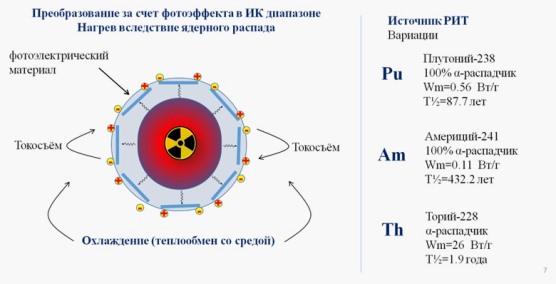 Преобразование за счет фотоэффекта в ИК диапазоне
Нагрев вследствие ядерного распада
фотоэлектрический
материал
Токосъём
Токосъём
Охлаждение (теплообмен со средой)
Источник РИТ
Вариации
Pu
Плутоний-238
100% α-распадчик
Wm=0.56 Вт/г
T½=87.7 лет
Am
Америций-241
100% α-распадчик
Wm=0.11 Вт/г
T½=432.2 лет
Th
Торий-228
α-распадчик
Wm=26 Вт/г
T½=1.9 года
7